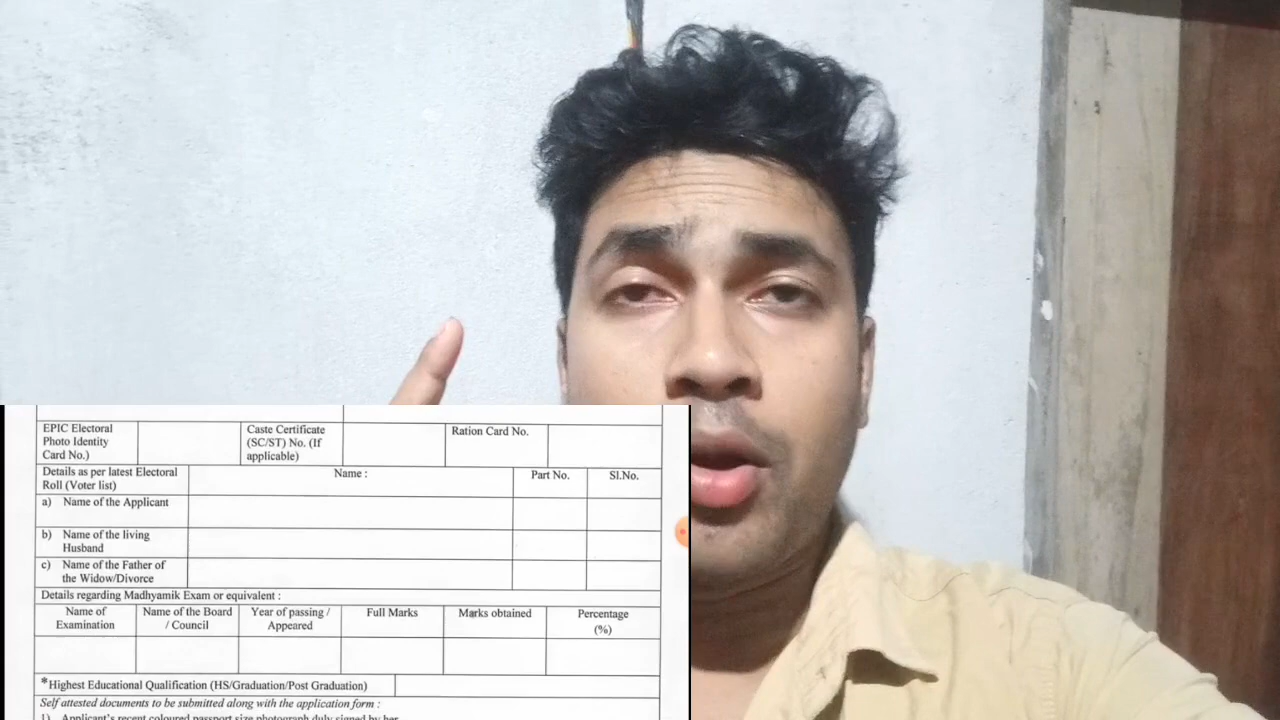 EPIC Electoral
Photo Identity
Card No.)
Caste Certificate
(SC/ST) No. (If
applicable)
Ration Card No.
Details as per latest Electoral
Roll (Voter list)
Name :
Part No.
Sl.No.
a) Name of the Applicant
b) Name of the living
Husband
c) Name of the Father of
the Widow/Divorce
Details regarding Madhyamik Exam or equivalent :
Name of
Examination
Name of the Board
/ Council
Year of passing /
Appeared
Full Marks
Marks obtained
Percentage
(%)
*Highest Educational Qualification (HS/Graduation/Post Graduation)
Self attested documents to be submitted along with the application form :
1) Applicant's recent coloured passport size photograph duly signed by her